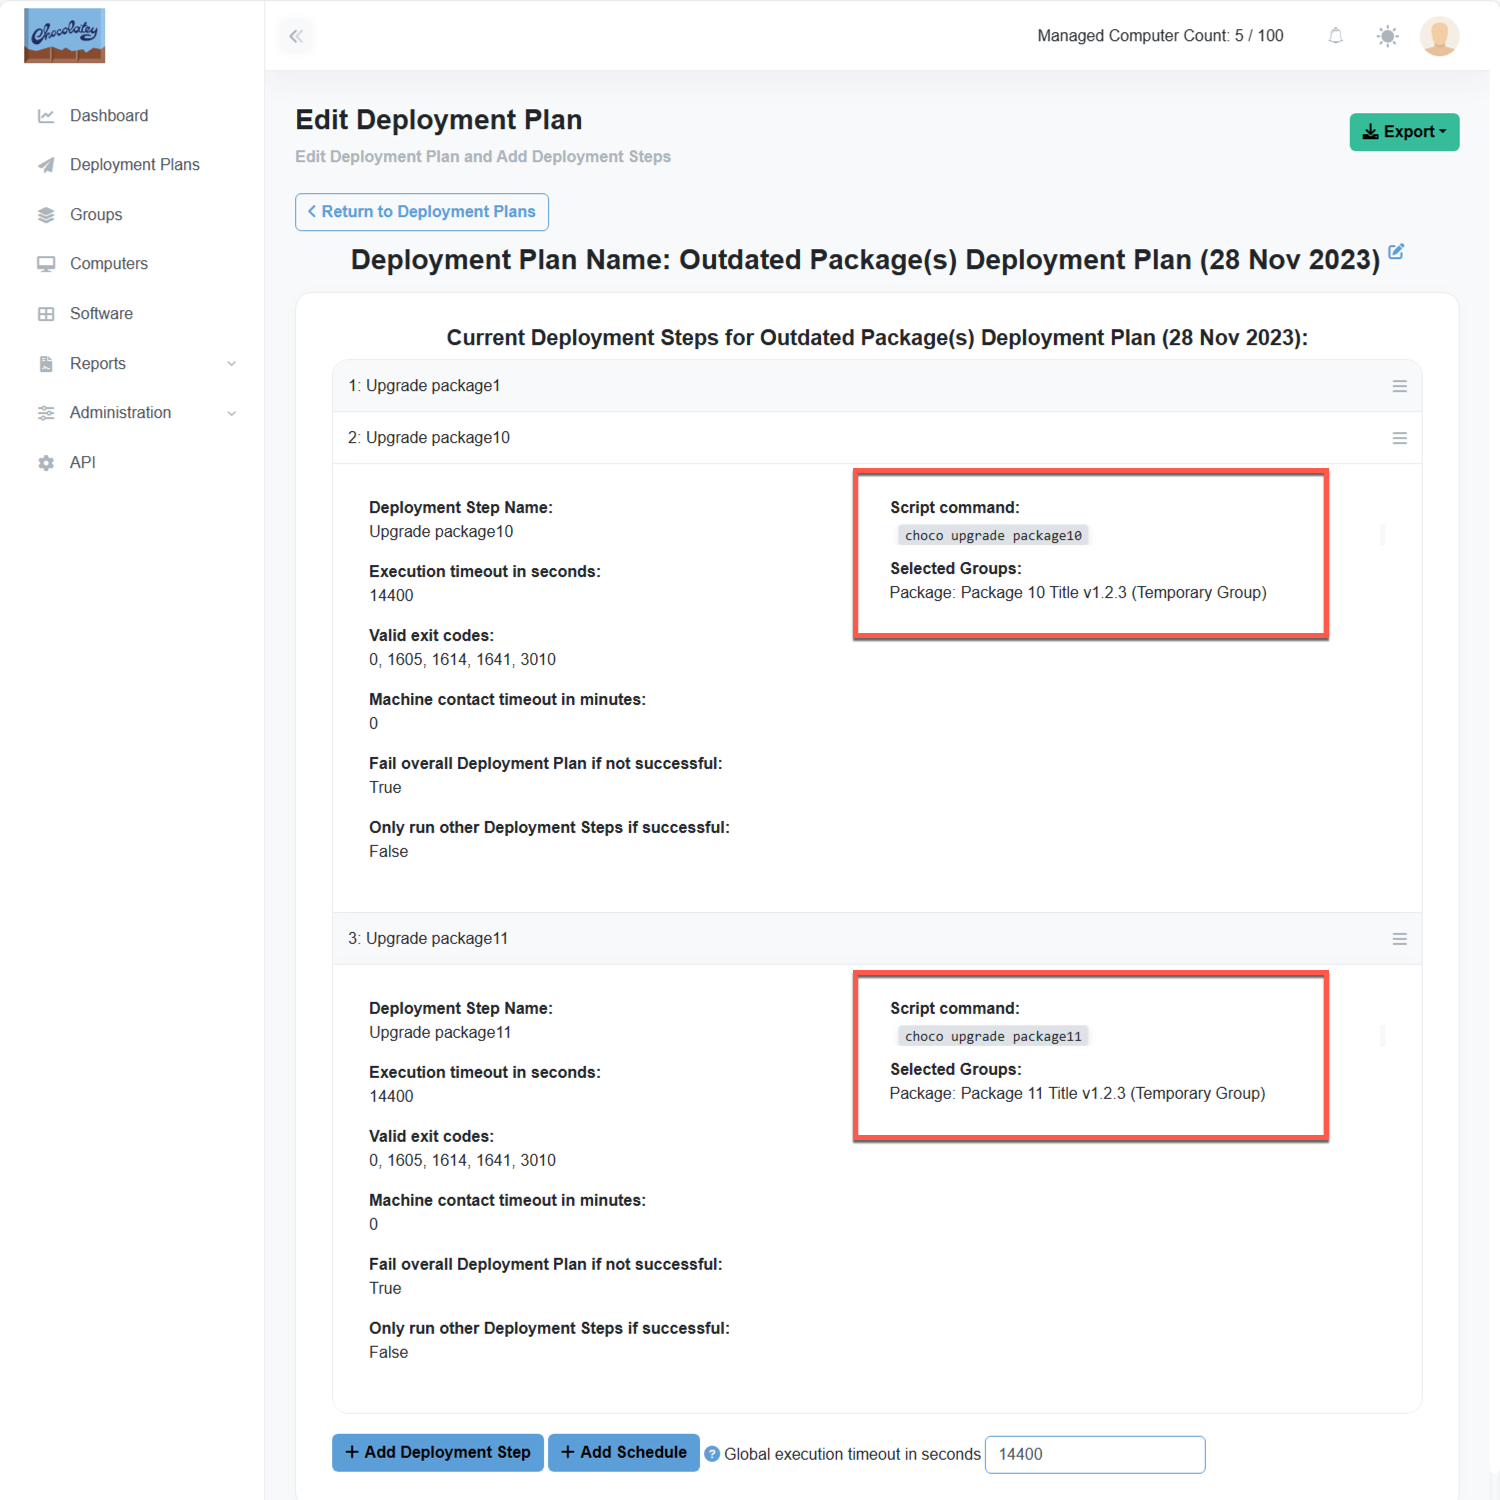 Chocolatey
Managed Computer Count: 5 / 100
Dashboard
Deployment Plans
Groups
Computers
Software
Reports
Administration
API
Edit Deployment Plan
Edit Deployment Plan and Add Deployment Steps
Export
Return to Deployment Plans
Deployment Plan Name: Outdated Package(s) Deployment Plan (28 Nov 2023)
Current Deployment Steps for Outdated Package(s) Deployment Plan (28 Nov 2023):
1: Upgrade package1
2: Upgrade package10
Deployment Step Name:
Upgrade package10
Execution timeout in seconds:
14400
Valid exit codes:
0, 1605, 1614, 1641, 3010
Machine contact timeout in minutes:
0
Fail overall Deployment Plan if not successful:
True
Only run other Deployment Steps if successful:
False
Script command:
choco upgrade package10
Selected Groups:
Package: Package 10 Title v1.2.3 (Temporary Group)
3: Upgrade package11
Deployment Step Name:
Upgrade package11
Execution timeout in seconds:
14400
Valid exit codes:
0, 1605, 1614, 1641, 3010
Machine contact timeout in minutes:
0
Fail overall Deployment Plan if not successful:
True
Only run other Deployment Steps if successful:
False
Script command:
choco upgrade package11
Selected Groups:
Package: Package 11 Title v1.2.3 (Temporary Group)
+ Add Deployment Step
+ Add Schedule
? Global execution timeout in seconds
14400